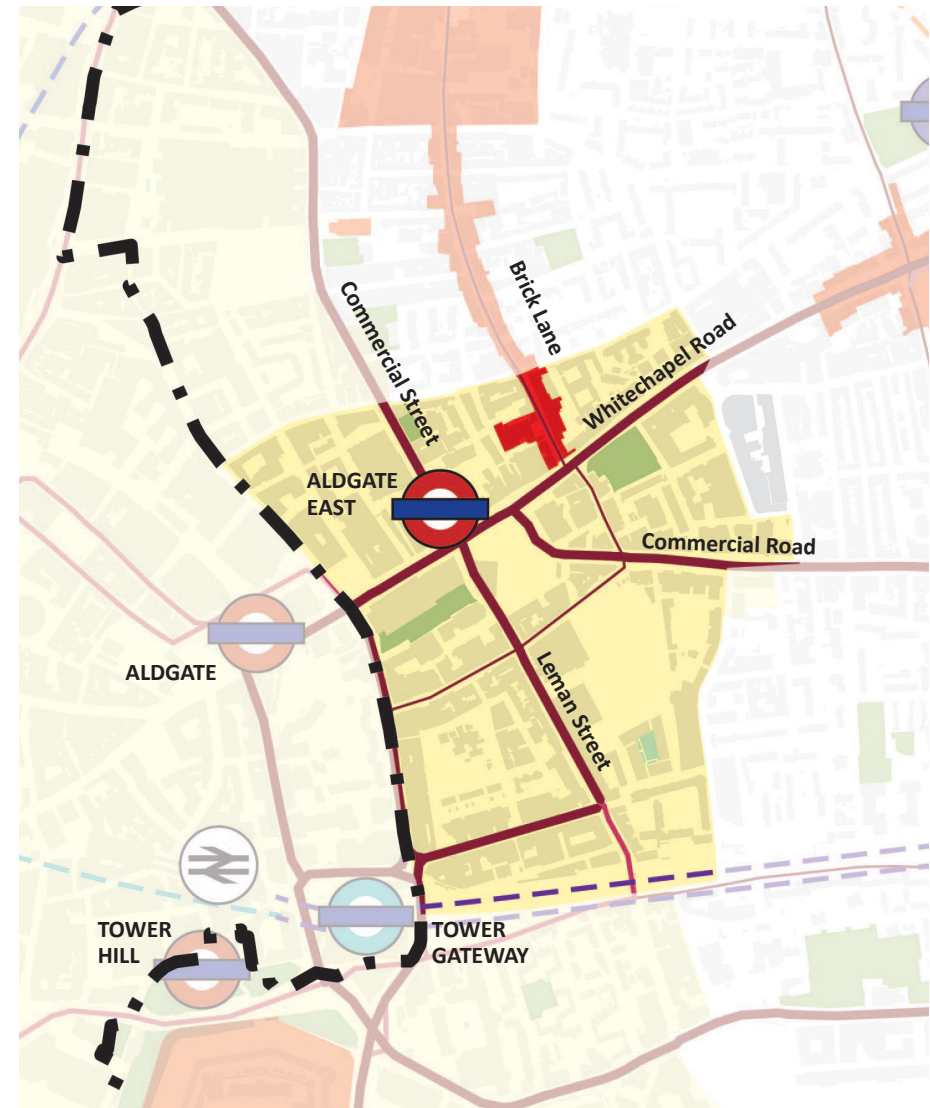 Brick Lane
Commercial Street
Whitechapel Road
ALDGATE
EAST
Commercial Road
ALDGATE
Leman Street
TOWER
HILL
TOWER
GATEWAY